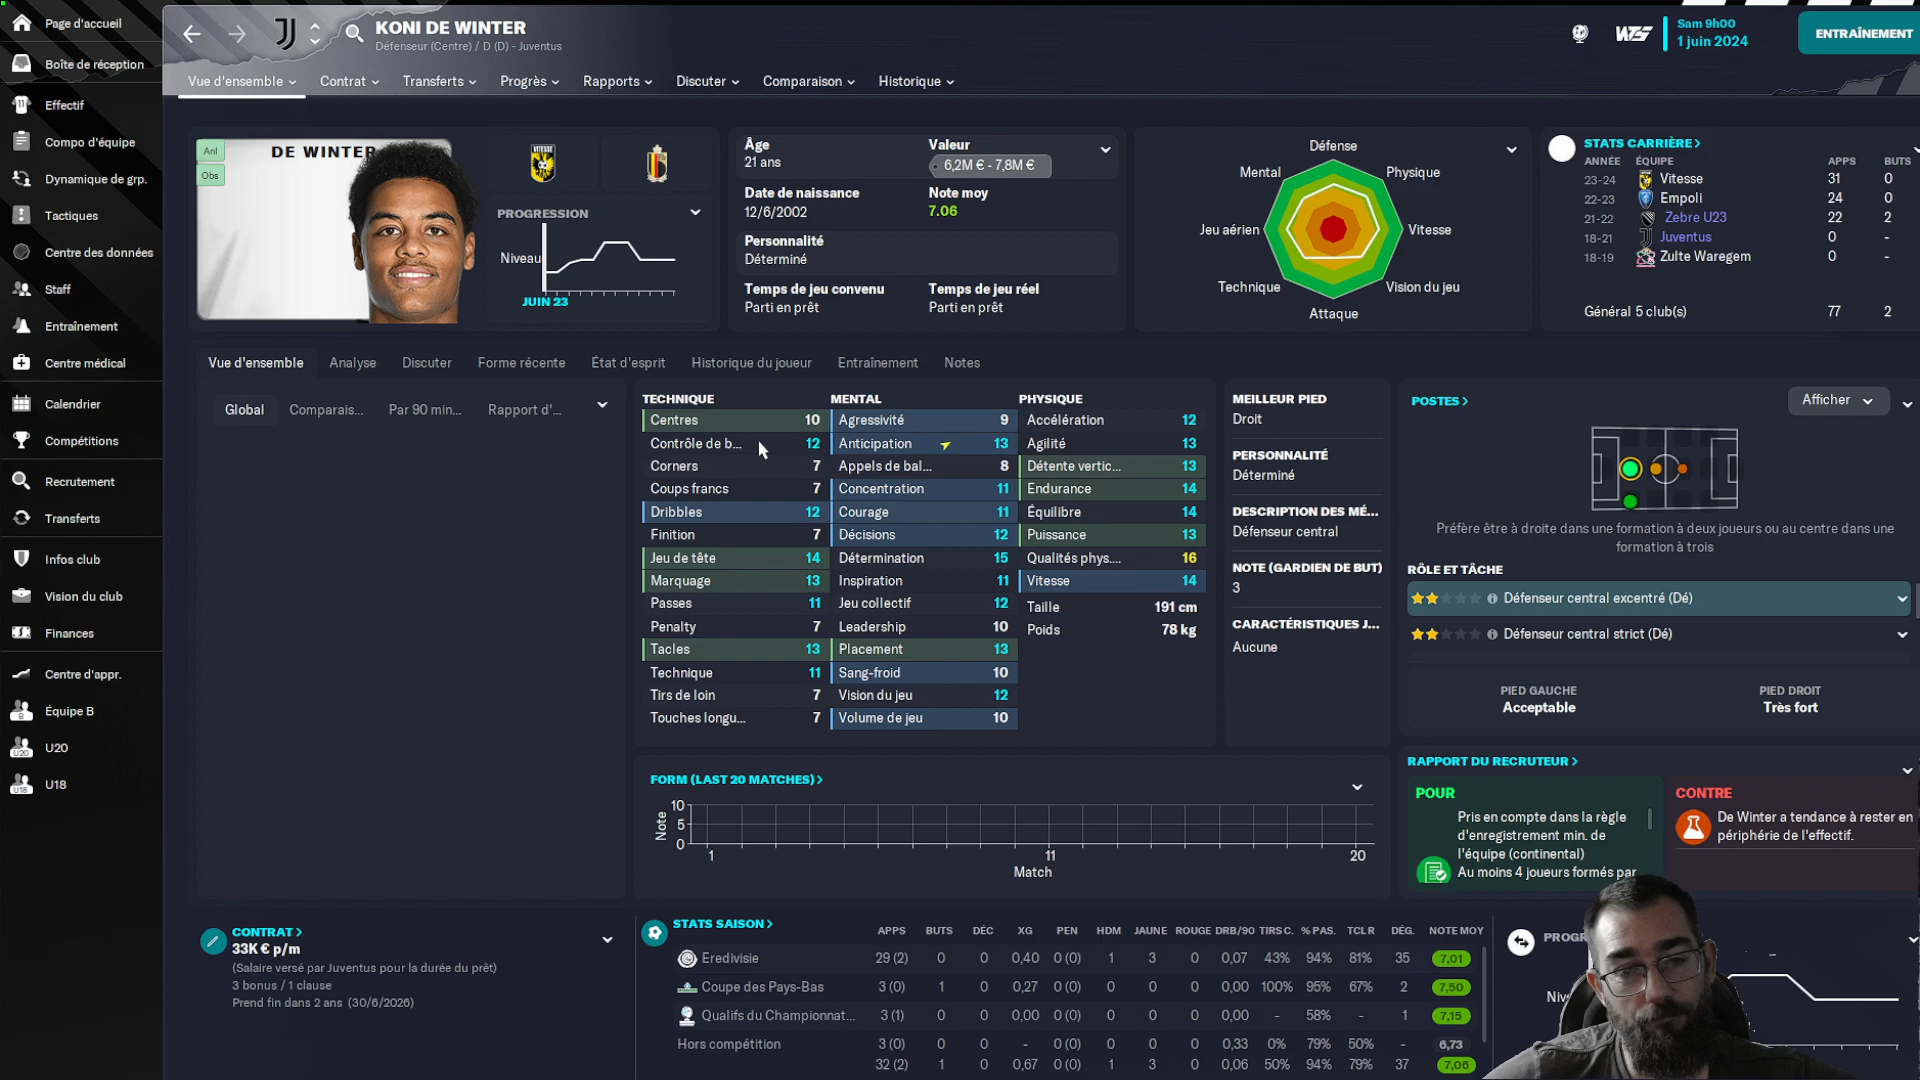 Page d'accueil
Boîte de réception
Effectif
Compo d'équipe
Dynamique de grp.
Tactiques
Centre des données
Staff
Entraînement
Centre médical
Calendrier
Compétitions
Recrutement
Transferts
Infos club
Vision du club
Finances
Centre d'appr.
Équipe B
U20
U18
KONI DE WINTER
Défenseur (Centre) / D (D) - Juventus
Sam 9h00
1 juin 2024
ENTRAÎNEMENT
Vue d'ensemble
Contrat
Transferts
Progrès
Rapports
Discuter
Comparaison
Historique
Anl
Obs
DE WINTER
PROGRESSION
Niveau
JUIN 23
Âge
21 ans
Valeur
6,2M € - 7,8M €
Date de naissance
12/6/2002
Note moy
7.06
Personnalité
Déterminé
Temps de jeu convenu
Parti en prêt
Temps de jeu réel
Parti en prêt
Défense
Mental
Physique
Jeu aérien
Vitesse
Technique
Vision du jeu
Attaque
STATS CARRIÈRE >
ANNÉE ÉQUIPE APPS BUTS
23-24 Vitesse 31 0
22-23 Empoli 24 0
21-22 Zebre U23 22 2
18-21 Juventus 0 -
18-19 Zulte Waregem 0 -
Général 5 club(s) 77 2
Vue d'ensemble
Analyse
Discuter
Forme récente
État d'esprit
Historique du joueur
Entraînement
Notes
Global
Comparais...
Par 90 min...
Rapport d'...
TECHNIQUE
Centres 10
Contrôle de b... 12
Corners 7
Coups francs 7
Dribbles 12
Finition 7
Jeu de tête 14
Marquage 13
Passes 11
Penalty 7
Tacles 13
Technique 11
Tirs de loin 7
Touches longu... 7
MENTAL
Agressivité 9
Anticipation 13
Appels de bal... 8
Concentration 11
Courage 11
Décisions 12
Détermination 15
Inspiration 11
Jeu collectif 12
Leadership 10
Placement 13
Sang-froid 10
Vision du jeu 12
Volume de jeu 10
PHYSIQUE
Accélération 12
Agilité 13
Détente vertic... 13
Endurance 14
Équilibre 14
Puissance 13
Qualités phys.... 16
Vitesse 14
Taille 191 cm
Poids 78 kg
MEILLEUR PIED
Droit
PERSONNALITÉ
Déterminé
DESCRIPTION DES MÉ...
Défenseur central
NOTE (GARDIEN DE BUT)
3
CARACTÉRISTIQUES J...
Aucune
POSTES >
Afficher
Préfère être à droite dans une formation à deux joueurs ou au centre dans une
formation à trois
RÔLE ET TÂCHE
Défenseur central excentré (Dé)
Défenseur central strict (Dé)
PIED GAUCHE
Acceptable
PIED DROIT
Très fort
RAPPORT DU RECRUTEUR >
POUR
Pris en compte dans la règle
d'enregistrement min. de
l'équipe (continental)
Au moins 4 joueurs formés par
CONTRE
De Winter a tendance à rester en
périphérie de l'effectif.
FORM (LAST 20 MATCHES) >
Note
10
5
0
1 11 20
Match
CONTRAT >
33K € p/m
(Salaire versé par Juventus pour la durée du prêt)
3 bonus / 1 clause
Prend fin dans 2 ans (30/6/2026)
STATS SAISON >
APPS BUTS DÉC XG PEN HDM JAUNE ROUGE DRB/90 TIRS C. % PAS. TCL R DÉG. NOTE MOY
Eredivisie 29 (2) 0 0 0,40 0 (0) 1 3 0 0,07 43% 94% 81% 35 7,01
Coupe des Pays-Bas 3 (0) 1 0 0,27 0 (0) 0 0 0 0,00 100% 95% 67% 2 7,50
Qualifs du Championnat... 3 (1) 0 0 0,00 0 (0) 0 0 0 0,00 - 58% - 1 7,15
Hors compétition 3 (0) 0 0 - 0 (0) 0 0 0 0,33 0% 79% 50% - 6,73
32 (2) 1 0 0,67 0 (0) 1 3 0 0,06 50% 94% 79% 37 7,06